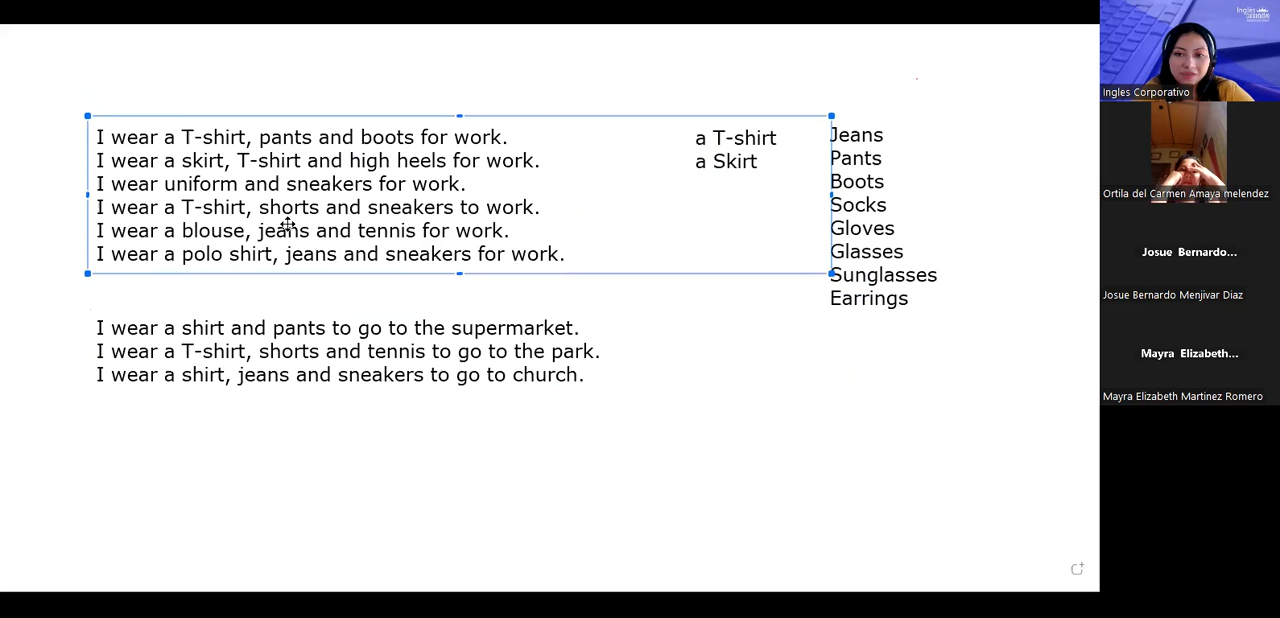 I wear a T-shirt, pants and boots for work.
I wear a skirt, T-shirt and high heels for work.
I wear uniform and sneakers for work.
I wear a T-shirt, shorts and sneakers to work.
I wear a blouse, jeans and tennis for work.
I wear a polo shirt, jeans and sneakers for work.
a T-shirt
a Skirt
Jeans
Pants
Boots
Socks
Gloves
Glasses
Sunglasses
Earrings
I wear a shirt and pants to go to the supermarket.
I wear a T-shirt, shorts and tennis to go to the park.
I wear a shirt, jeans and sneakers to go to church.
Ingles Corporativo
Ortila del Carmen Amaya melendez
Josue Bernardo...
Josue Bernardo Menjivar Diaz
Mayra Elizabeth...
Mayra Elizabeth Martinez Romero